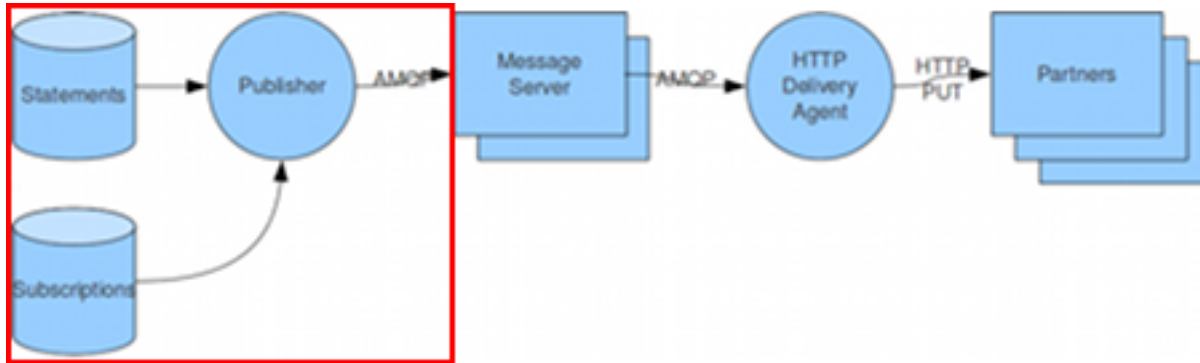 Statements
Publisher
AMQP
Message
Server
AMQP
HTTP
Delivery
Agent
HTTP
PUT
Partners
Subscriptions